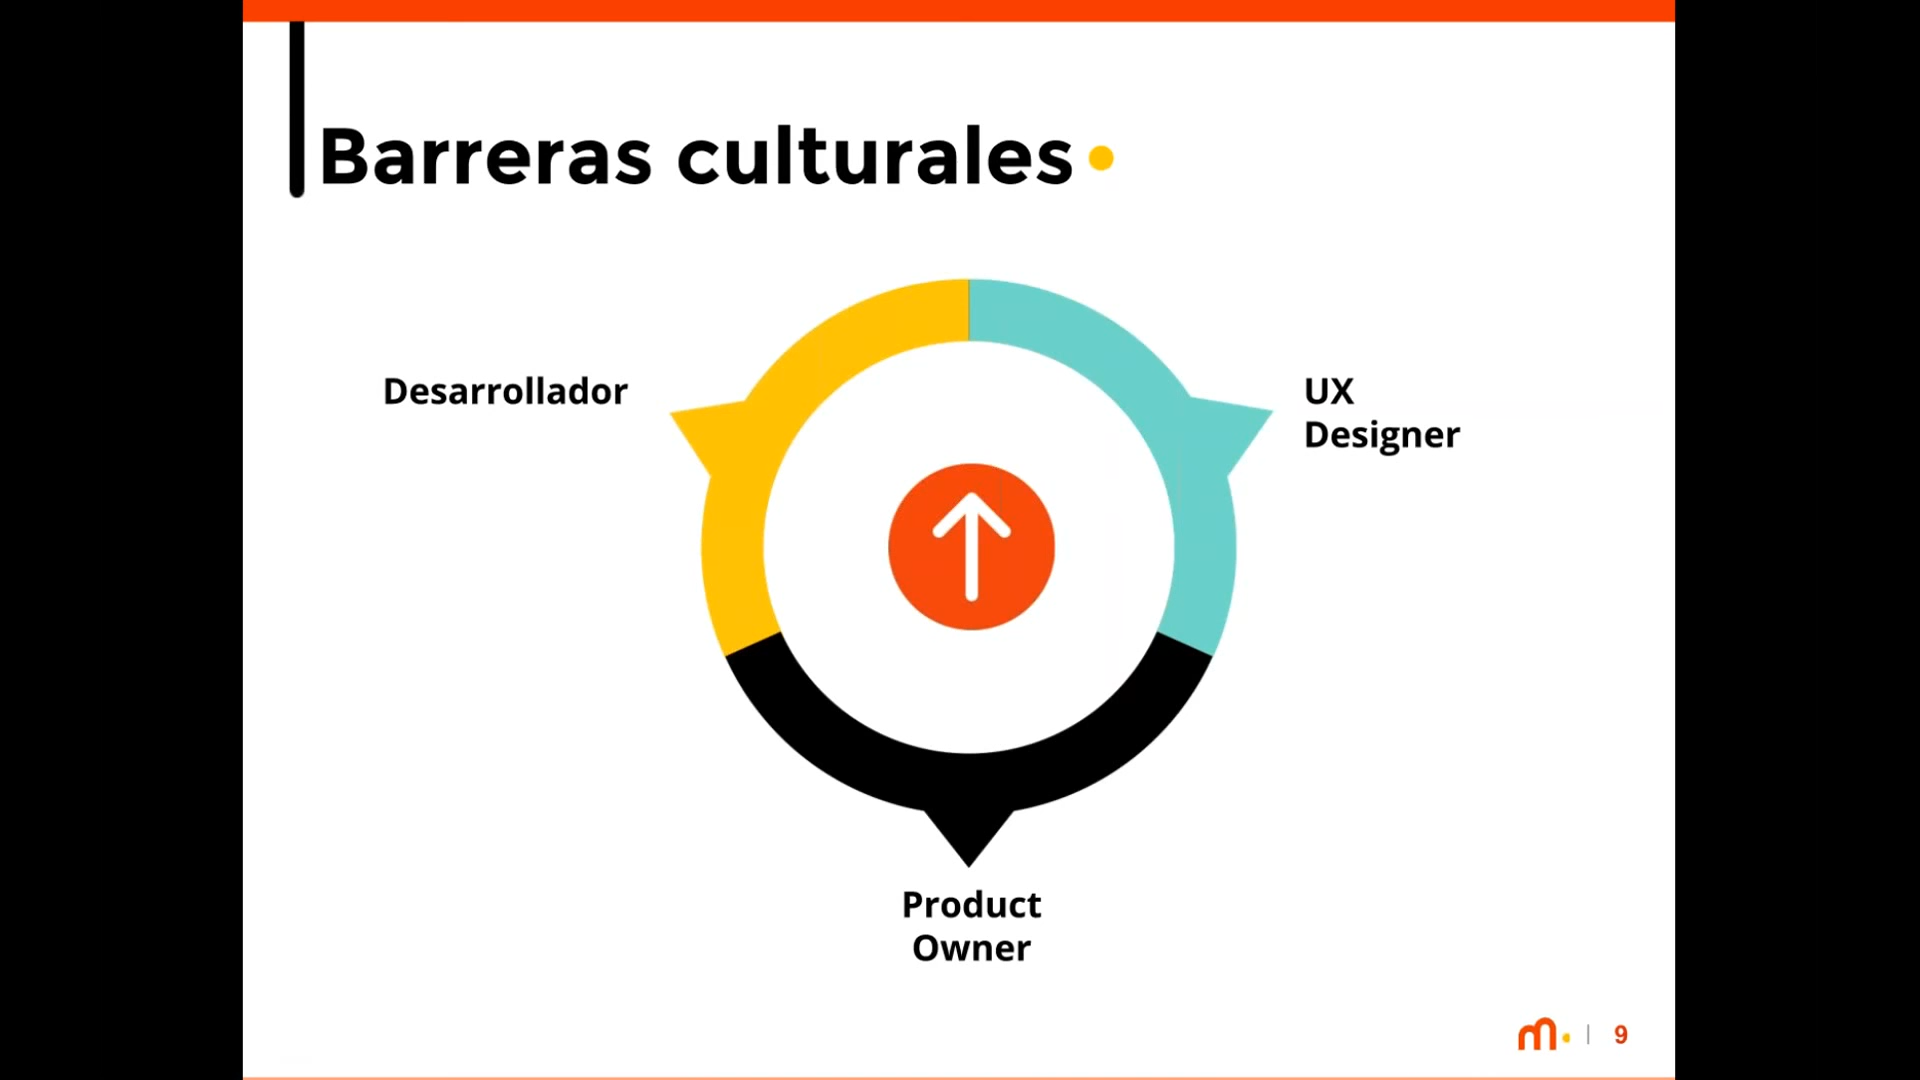 Barreras culturales
Desarrollador
UX
Designer
Product
Owner
m. | 9